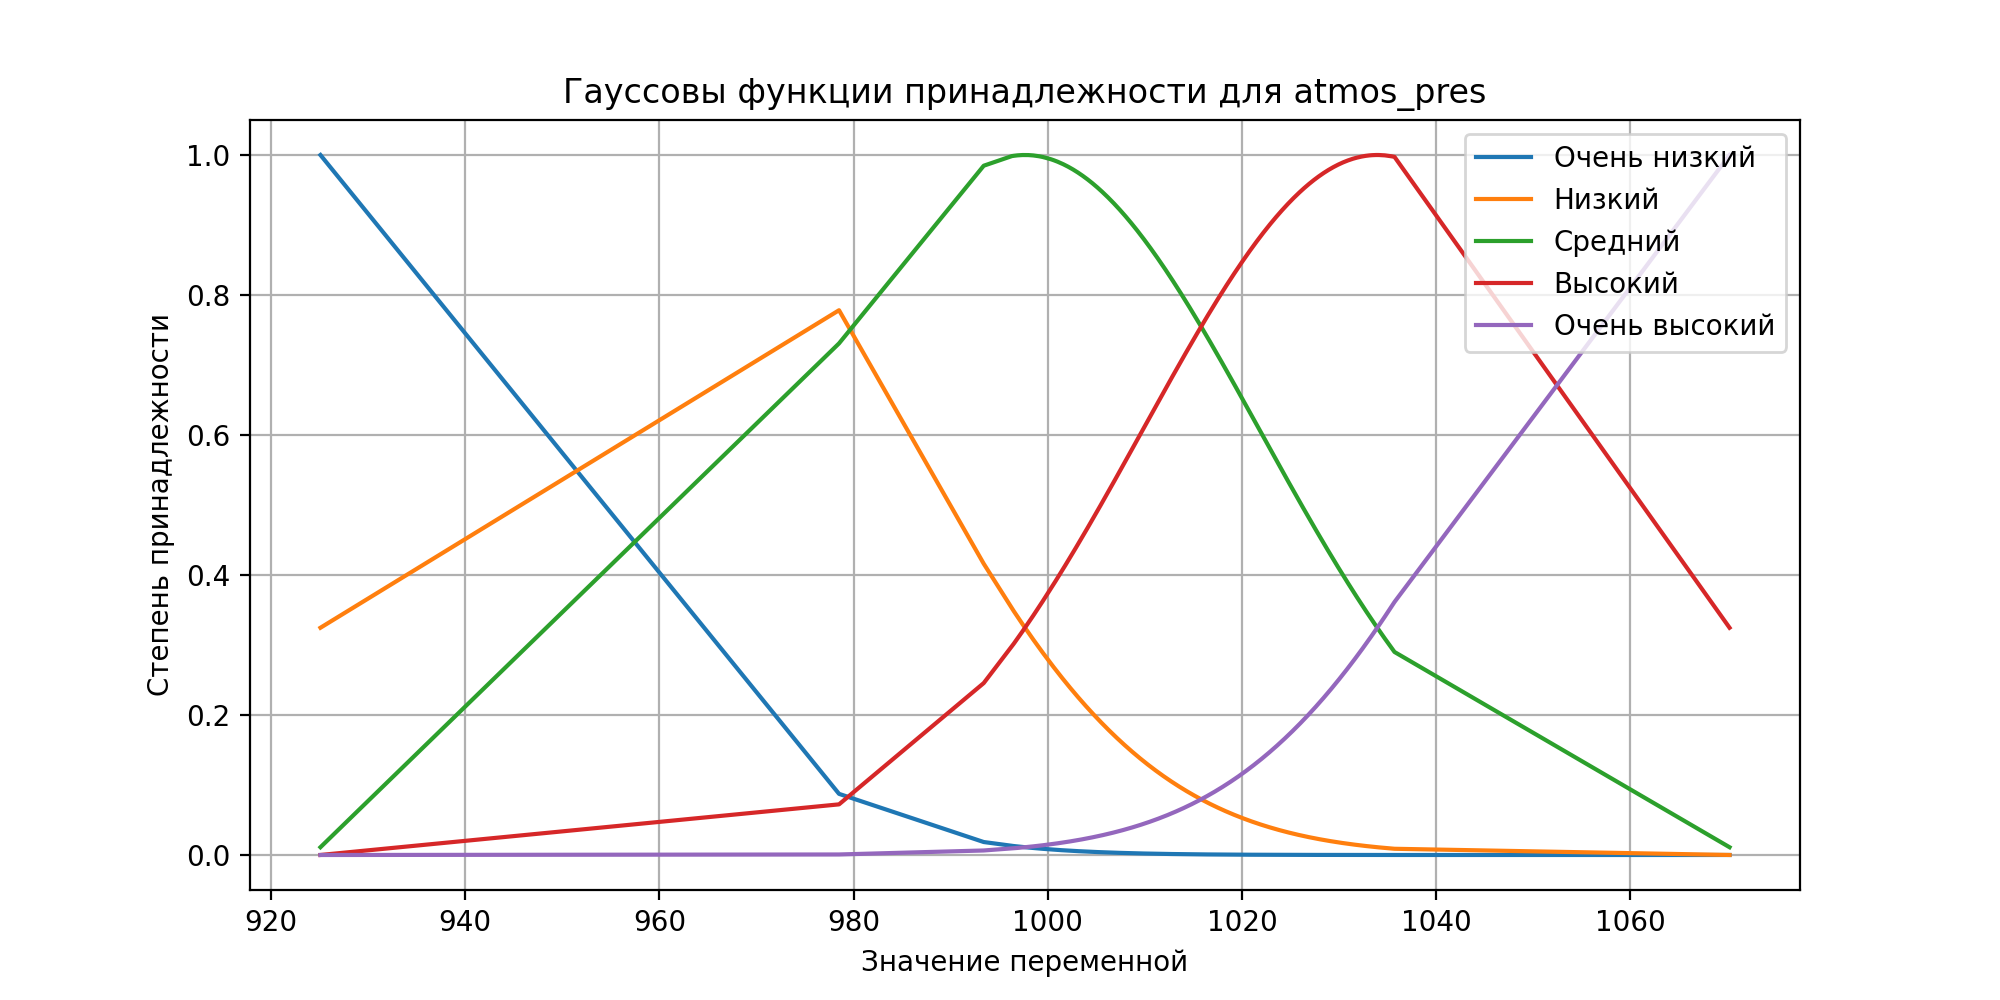 Гауссовы функции принадлежности для atmos_pres
Степень принадлежности
1.0
0.8
0.6
0.4
0.2
0.0
Очень низкий
Низкий
Средний
Высокий
Очень высокий
920 940 960 980 1000 1020 1040 1060
Значение переменной